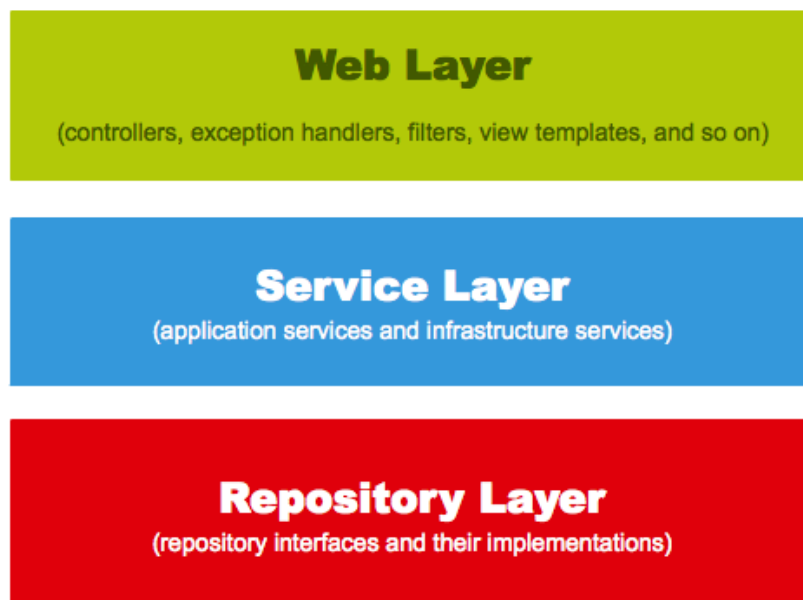 Web Layer
(controllers, exception handlers, filters, view templates, and so on)
Service Layer
(application services and infrastructure services)
Repository Layer
(repository interfaces and their implementations)